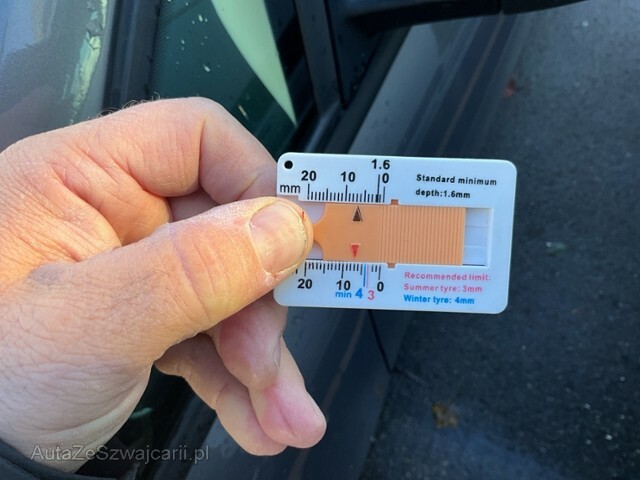 1.6
20 10 0
mm
Standard minimum
depth:1.6mm
20 10 0
min 4 3
Recommended limit:
Summer tyre: 3mm
Winter tyre: 4mm
AutaZeSzwajcarii.pl